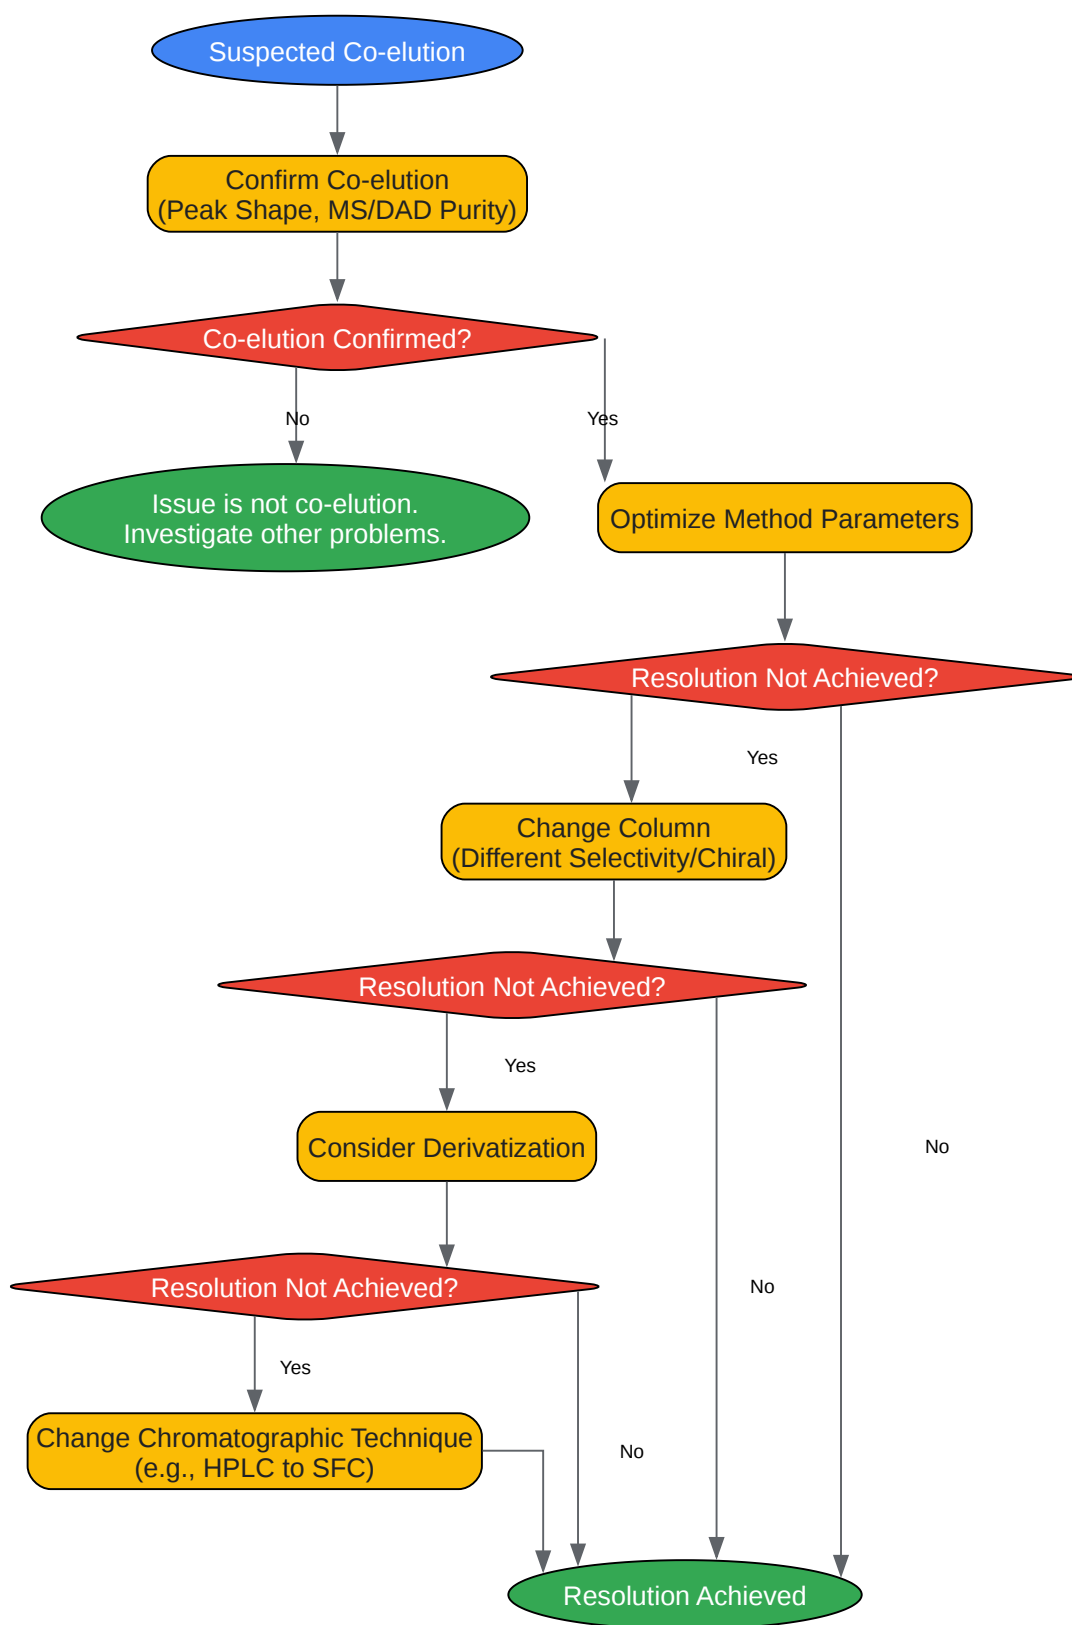 Suspected Co-elution
Confirm Co-elution
(Peak Shape, MS/DAD Purity)
Co-elution Confirmed?
No
Yes
Issue is not co-elution.
Investigate other problems.
Optimize Method Parameters
Resolution Not Achieved?
Yes
Change Column
(Different Selectivity/Chiral)
Resolution Not Achieved?
Yes
No
Consider Derivatization
Resolution Not Achieved?
No
Yes
Change Chromatographic Technique
(e.g., HPLC to SFC)
No
Resolution Achieved